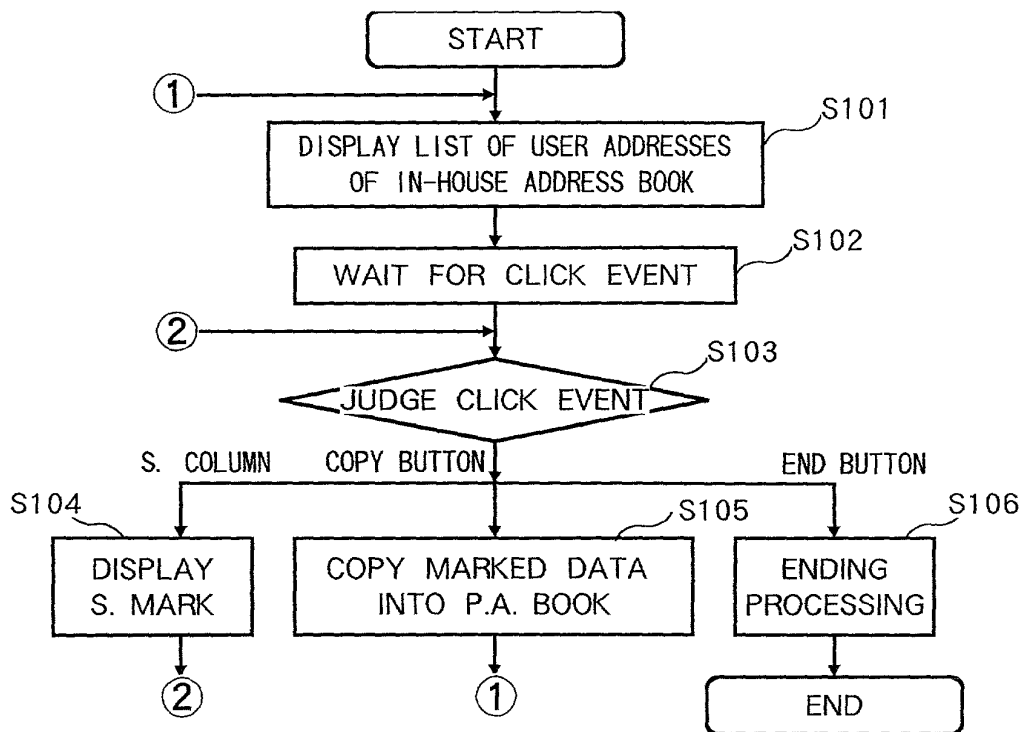 START
①
S101
DISPLAY LIST OF USER ADDRESSES
OF IN-HOUSE ADDRESS BOOK
S102
WAIT FOR CLICK EVENT
②
S103
JUDGE CLICK EVENT
S. COLUMN
COPY BUTTON
END BUTTON
S104
DISPLAY
S. MARK
S105
COPY MARKED DATA
INTO P.A. BOOK
S106
ENDING
PROCESSING
②
①
END